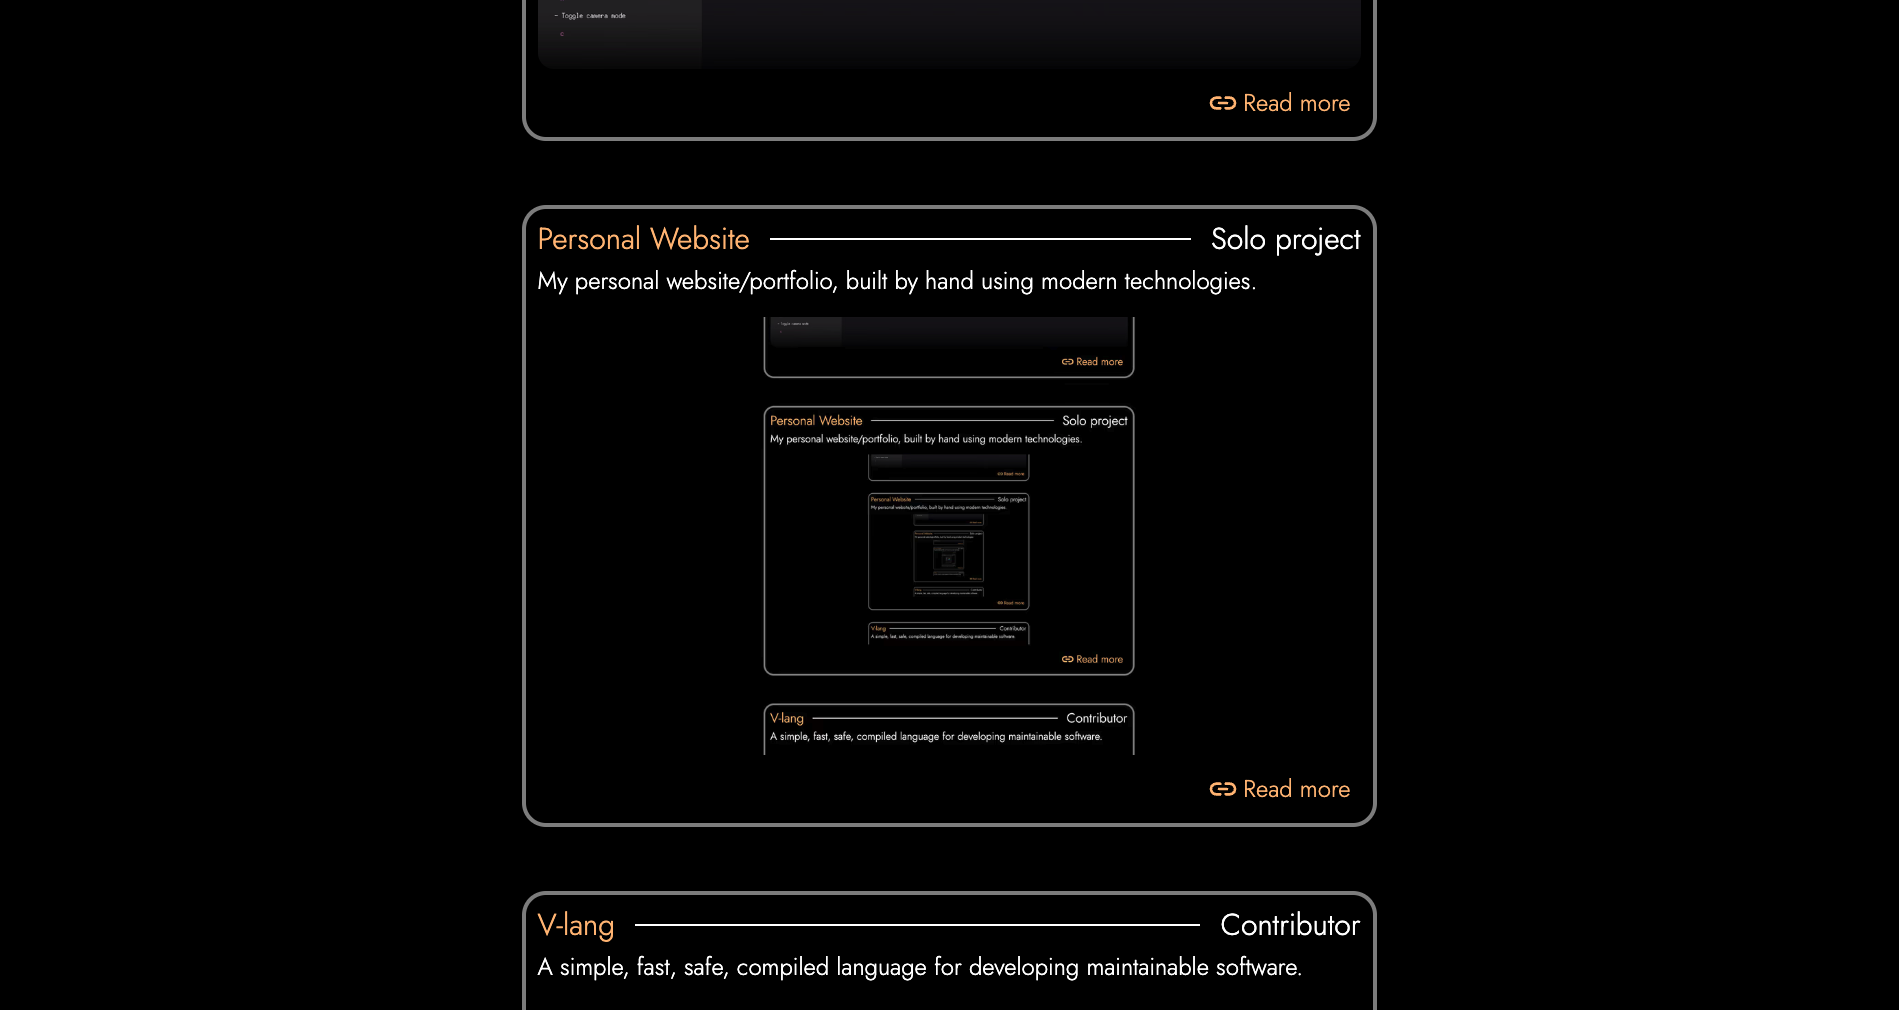 - Toggle camera mode
c
Read more
Personal Website Solo project
My personal website/portfolio, built by hand using modern technologies.
- Toggle camera mode
Read more
Personal Website Solo project
My personal website/portfolio, built by hand using modern technologies.
Read more
Personal Website Solo project
My personal website/portfolio, built by hand using modern technologies.
Read more
V-lang Contributor
A simple, fast, safe, compiled language for developing maintainable software.
Read more
V-lang Contributor
A simple, fast, safe, compiled language for developing maintainable software.
Read more
V-lang Contributor
A simple, fast, safe, compiled language for developing maintainable software.